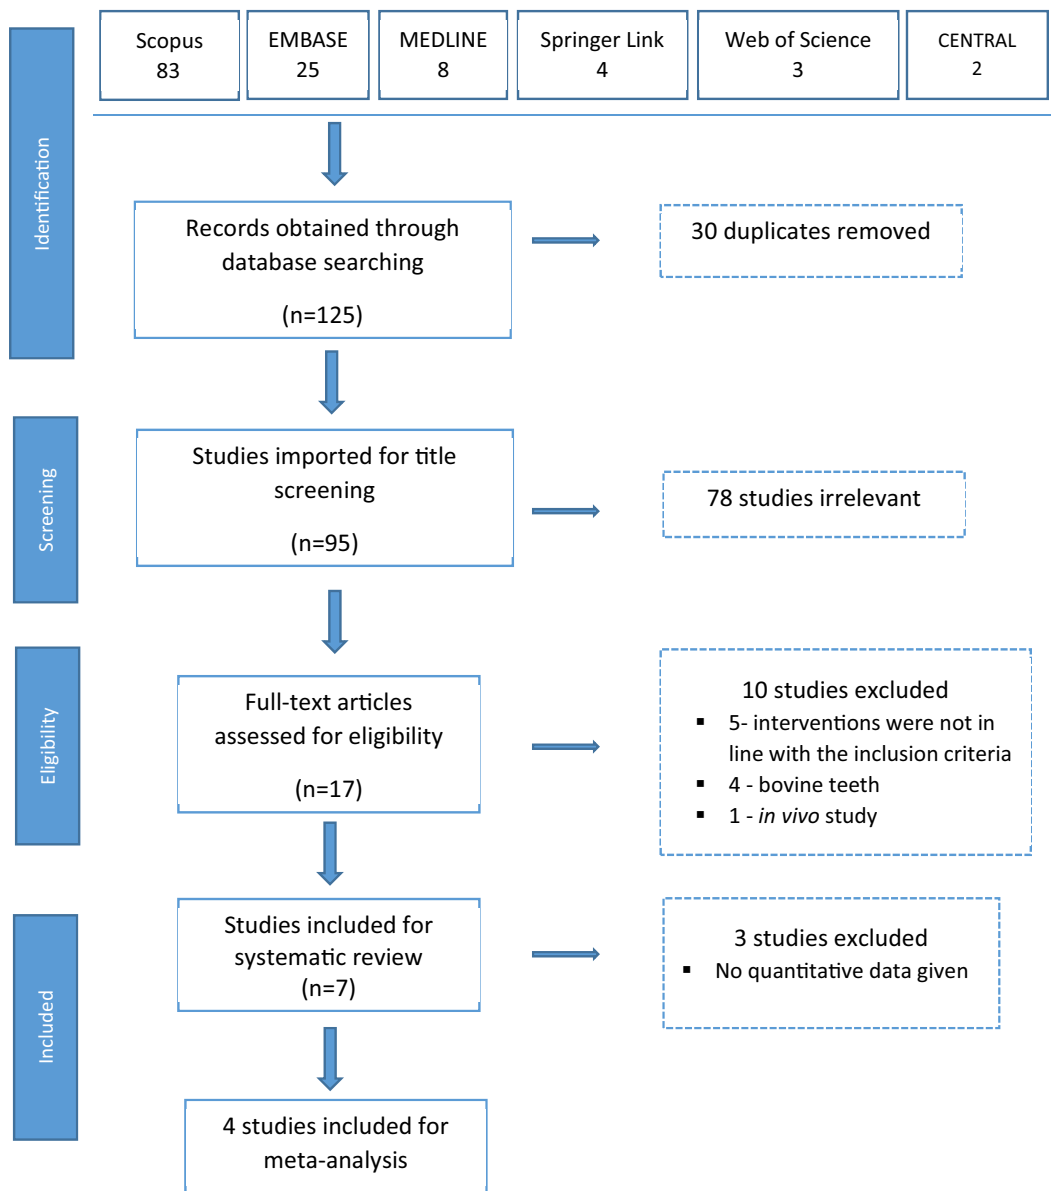 Scopus
83
EMBASE
25
MEDLINE
8
Springer Link
4
Web of Science
3
CENTRAL
2
Identification
Records obtained through
database searching
(n=125)
30 duplicates removed
Screening
Studies imported for title
screening
(n=95)
78 studies irrelevant
Eligibility
Full-text articles
assessed for eligibility
(n=17)
10 studies excluded
▪ 5- interventions were not in
line with the inclusion criteria
▪ 4 - bovine teeth
▪ 1 - in vivo study
Included
Studies included for
systematic review
(n=7)
3 studies excluded
▪ No quantitative data given
4 studies included for
meta-analysis